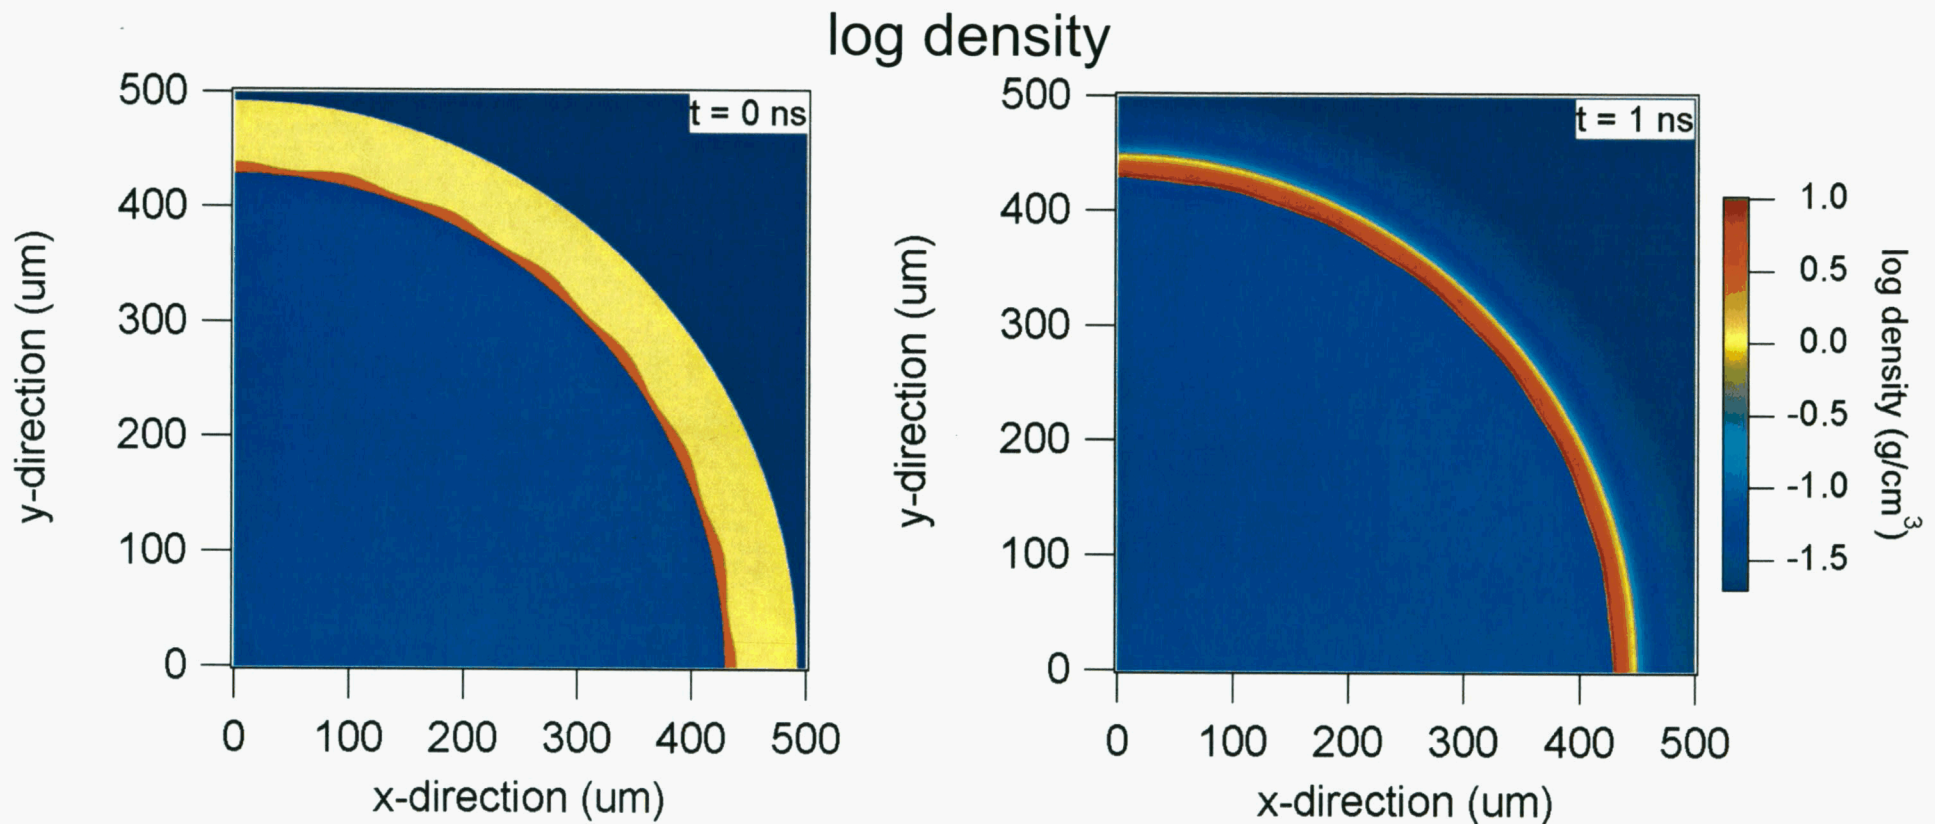 log density
500
400
300
200
100
0
y-direction (um)
t = 0 ns
0 100 200 300 400 500
x-direction (um)
500
400
300
200
100
0
y-direction (um)
t = 1 ns
0 100 200 300 400 500
x-direction (um)
1.0
0.5
0.0
-0.5
-1.0
-1.5
log density (g/cm³)